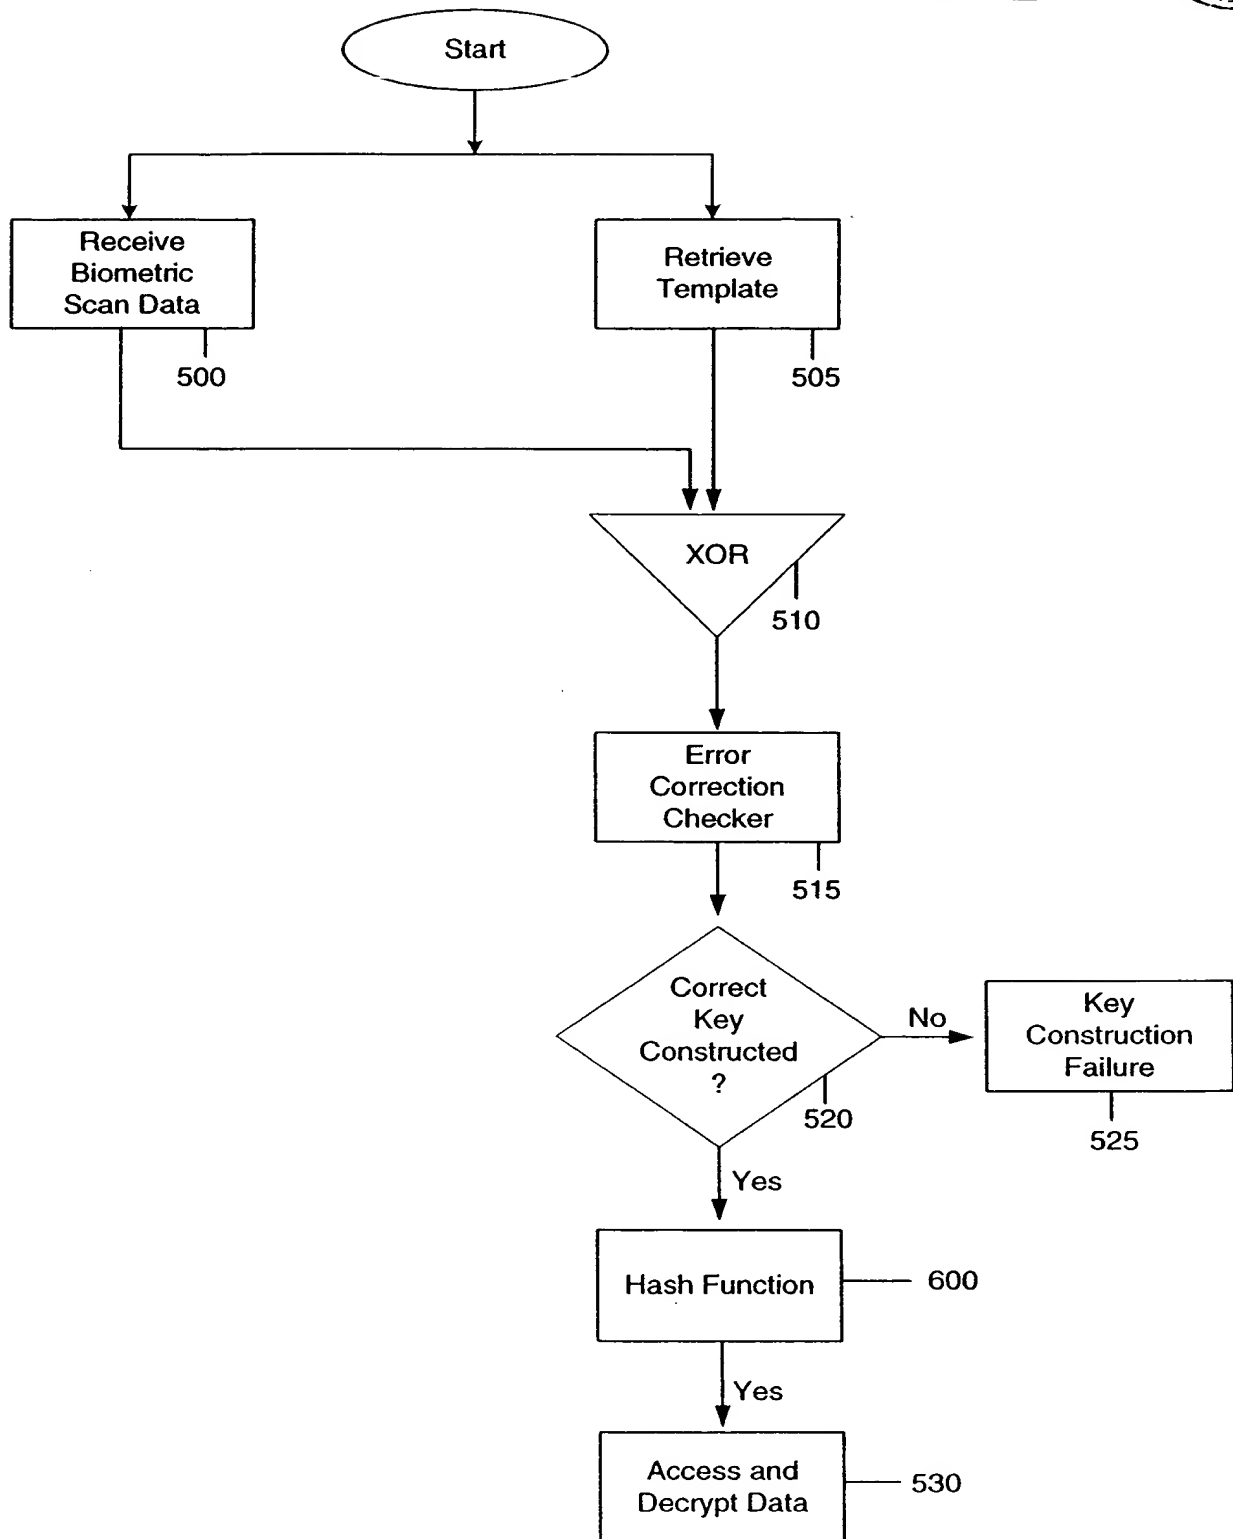 Start
Receive
Biometric
Scan Data
500
Retrieve
Template
505
XOR
510
Error
Correction
Checker
515
Correct
Key
Constructed
?
520
No
Key
Construction
Failure
525
Yes
Hash Function
600
Yes
Access and
Decrypt Data
530